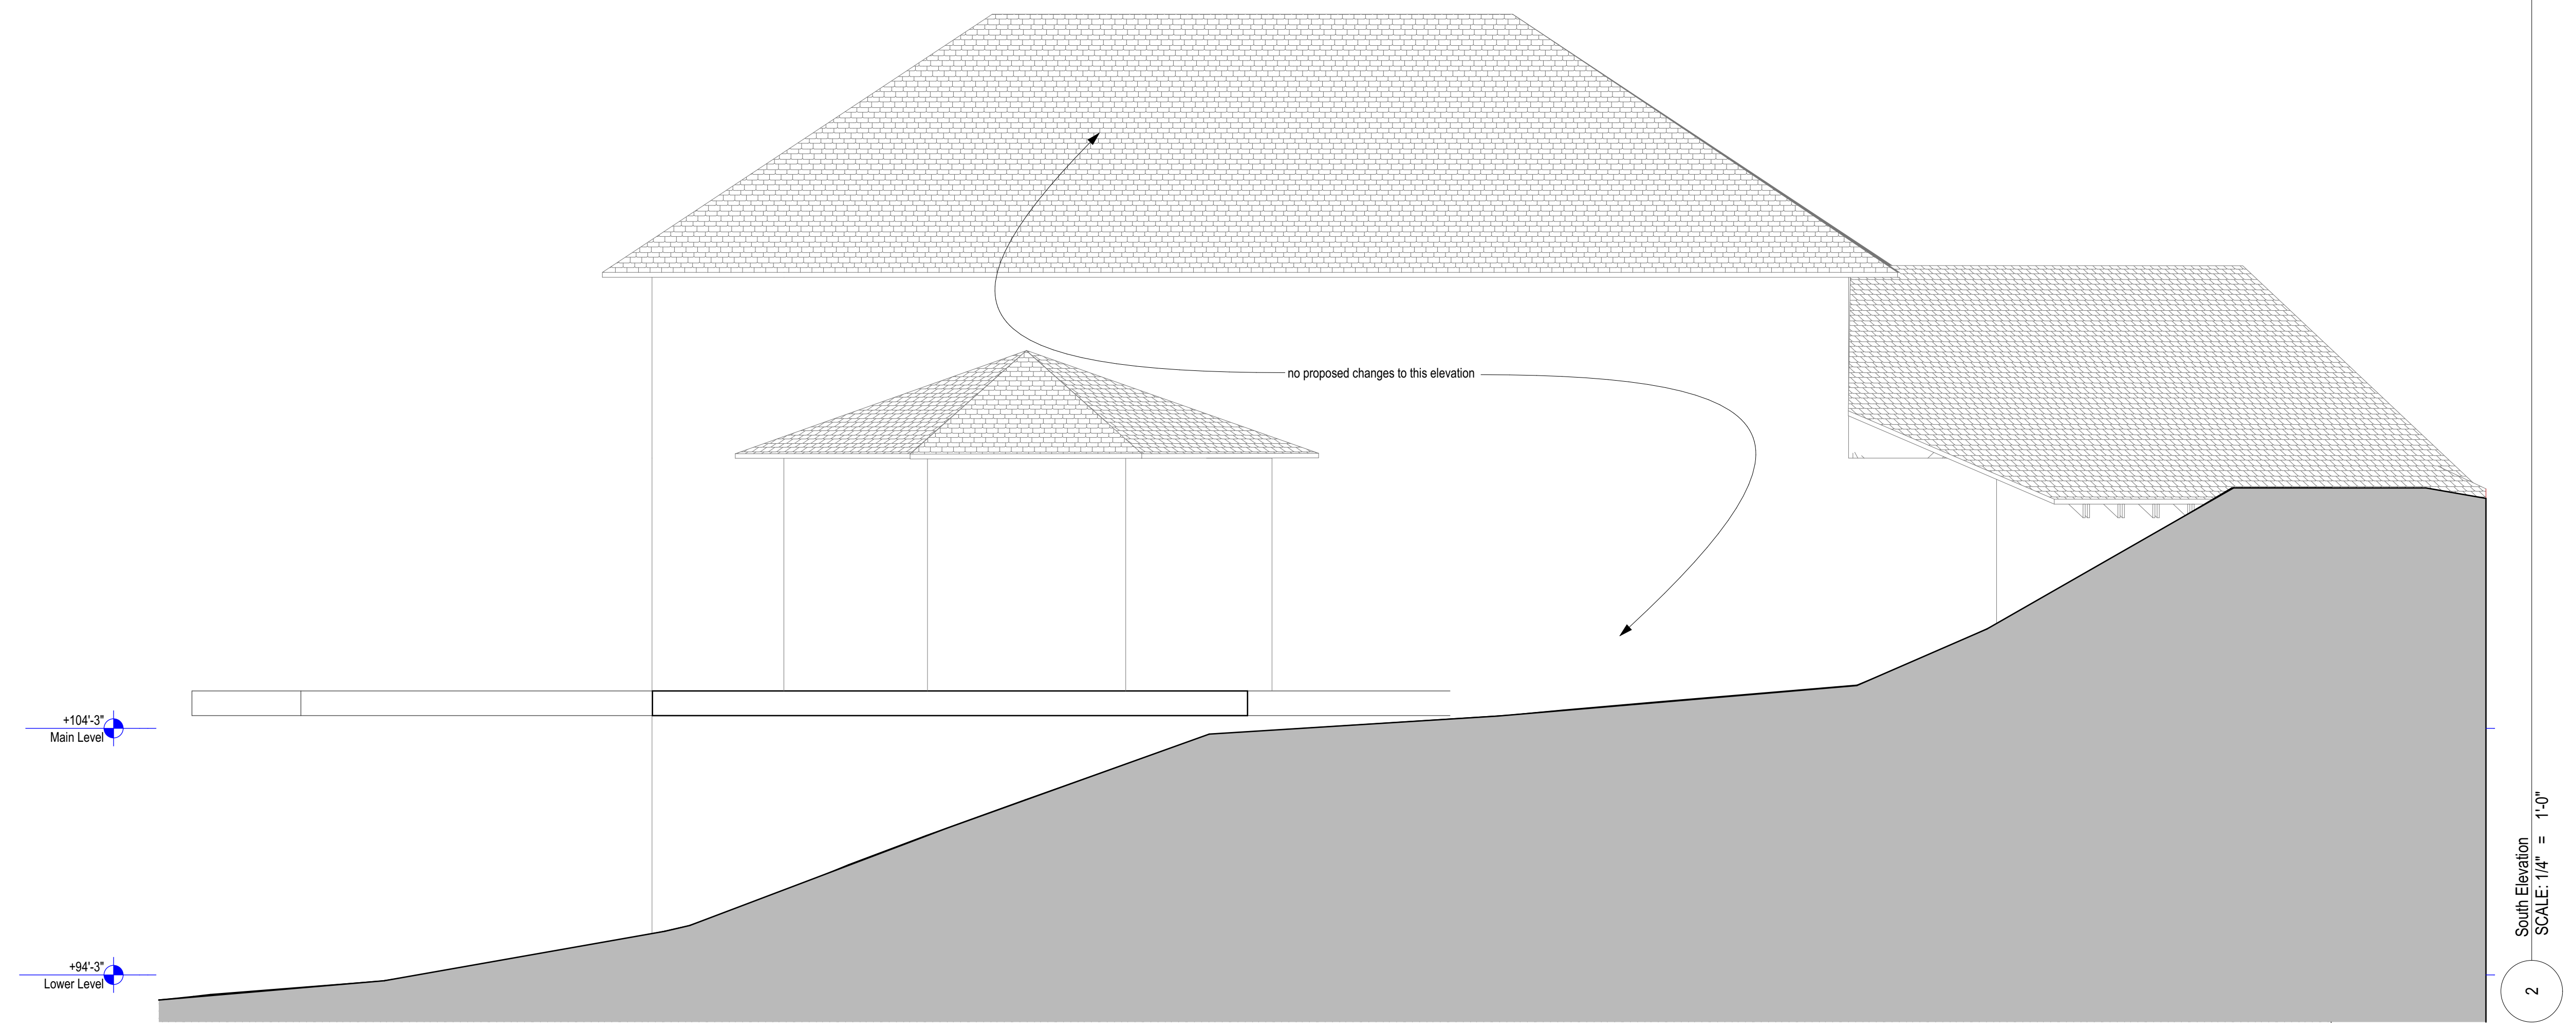 no proposed changes to this elevation
+104'-3"
Main Level
+94'-3"
Lower Level
South Elevation
SCALE: 1/4" = 1'-0"
2